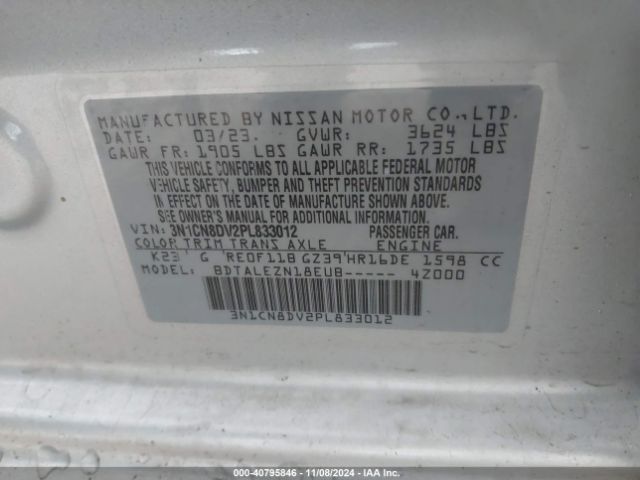 MANUFACTURED BY NISSAN MOTOR CO., LTD.
DATE: 03/23. GVWR: 3624 LBS
GAWR FR: 1905 LBS GAWR RR: 1735 LBS
THIS VEHICLE CONFORMS TO ALL APPLICABLE FEDERAL MOTOR
VEHICLE SAFETY, BUMPER AND THEFT PREVENTION STANDARDS
IN EFFECT ON THE DATE OF MANUFACTURE SHOWN ABOVE.
SEE OWNER'S MANUAL FOR ADDITIONAL INFORMATION.
VIN: 3N1CN8DV2PL833012 PASSENGER CAR.
COLOR TRIM TRANS AXLE ENGINE
K23 G RE0F11B GZ39 HR16DE 1598 CC
MODEL: BDTALEZN18EUB----- 4Z000
3N1CN8DV2PL833012
000-40795846 - 11/08/2024 - IAA, Inc.